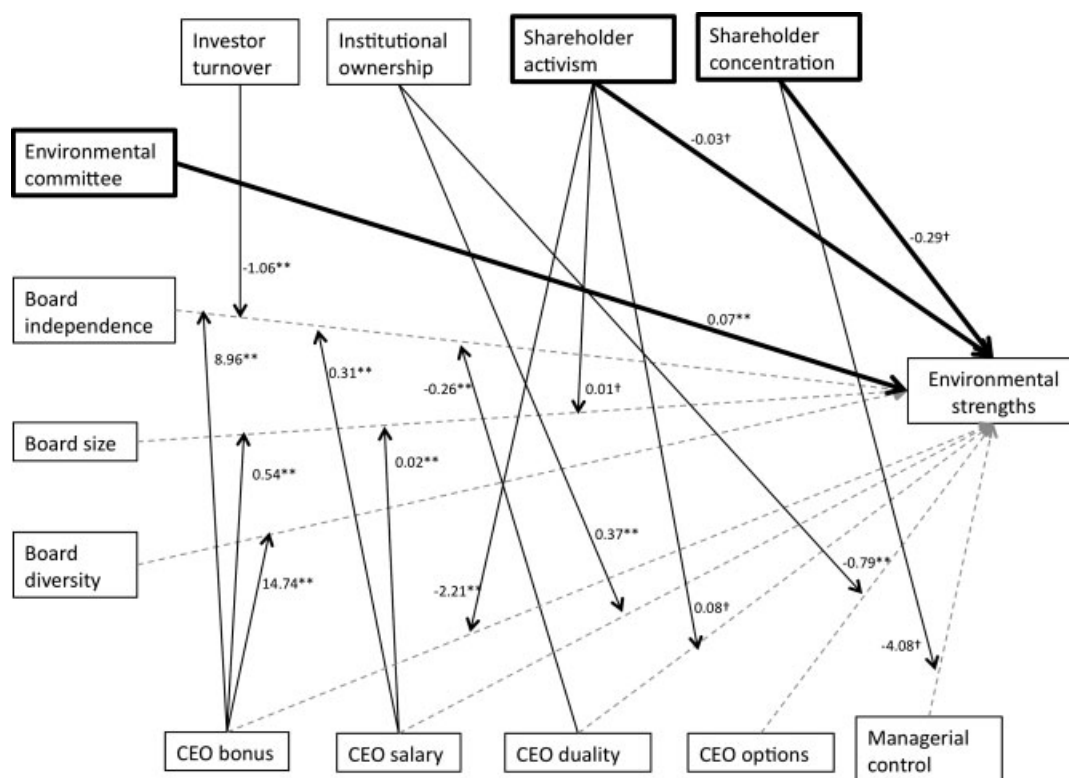 Investor
turnover
Institutional
ownership
Shareholder
activism
Shareholder
concentration
Environmental
committee
-0.03†
-0.29†
-1.06**
0.07**
Board
independence
8.96**
0.31**
-0.26**
0.01†
Environmental
strengths
Board size
0.54**
0.02**
Board
diversity
14.74**
-2.21**
0.37**
0.08†
-0.79**
-4.08†
CEO bonus
CEO salary
CEO duality
CEO options
Managerial
control